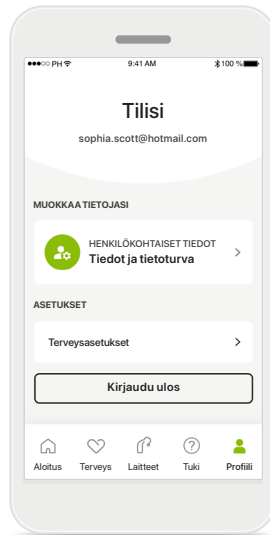 PH 9:41 AM 100 %
Tilisi
sophia.scott@hotmail.com
MUOKKAA TIETOJASI
HENKILÖKOHTAISET TIEDOT
Tiedot ja tietoturva
ASETUKSET
Terveysasetukset
Kirjaudu ulos
Aloitus Terveys Laitteet Tuki Profiili